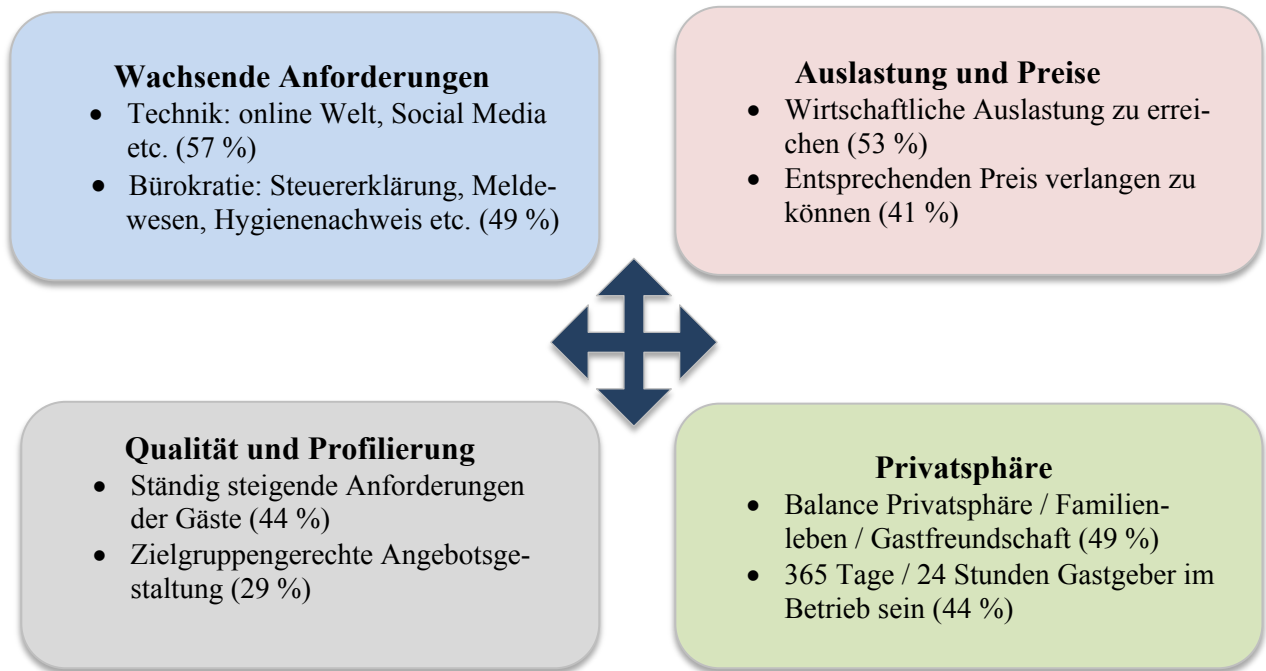 Wachsende Anforderungen
• Technik: online Welt, Social Media
etc. (57 %)
• Bürokratie: Steuererklärung, Melde-
wesen, Hygienenachweis etc. (49 %)
Auslastung und Preise
• Wirtschaftliche Auslastung zu errei-
chen (53 %)
• Entsprechenden Preis verlangen zu
können (41 %)
Qualität und Profilierung
• Ständig steigende Anforderungen
der Gäste (44 %)
• Zielgruppengerechte Angebotsge-
staltung (29 %)
Privatsphäre
• Balance Privatsphäre / Familien-
leben / Gastfreundschaft (49 %)
• 365 Tage / 24 Stunden Gastgeber im
Betrieb sein (44 %)